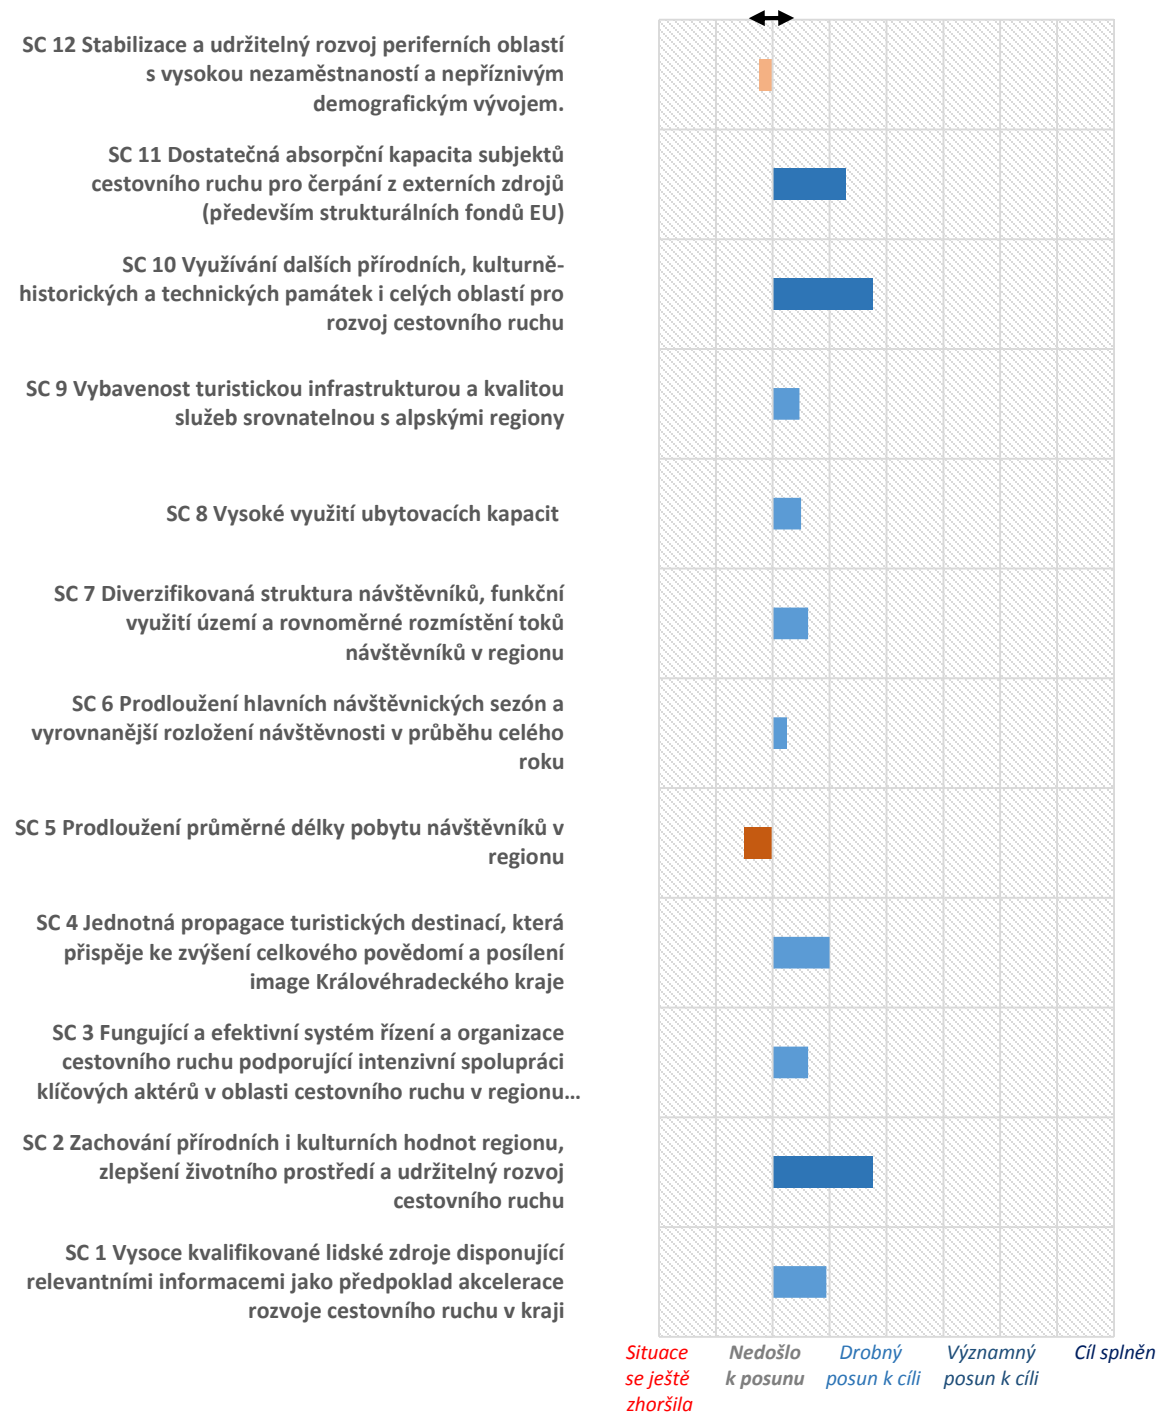 SC 12 Stabilizace a udržitelný rozvoj periferních oblastí
s vysokou nezaměstnaností a nepříznivým
demografickým vývojem.
SC 11 Dostatečná absorpční kapacita subjektů
cestovního ruchu pro čerpání z externích zdrojů
(především strukturálních fondů EU)
SC 10 Využívání dalších přírodních, kulturně-
historických a technických památek i celých oblastí pro
rozvoj cestovního ruchu
SC 9 Vybavenost turistickou infrastrukturou a kvalitou
služeb srovnatelnou s alpskými regiony
SC 8 Vysoké využití ubytovacích kapacit
SC 7 Diverzifikovaná struktura návštěvníků, funkční
využití území a rovnoměrné rozmístění toků
návštěvníků v regionu
SC 6 Prodloužení hlavních návštěvnických sezón a
vyrovnanější rozložení návštěvnosti v průběhu celého
roku
SC 5 Prodloužení průměrné délky pobytu návštěvníků v
regionu
SC 4 Jednotná propagace turistických destinací, která
přispěje ke zvýšení celkového povědomí a posílení
image Královéhradeckého kraje
SC 3 Fungující a efektivní systém řízení a organizace
cestovního ruchu podporující intenzivní spolupráci
klíčových aktérů v oblasti cestovního ruchu v regionu…
SC 2 Zachování přírodních i kulturních hodnot regionu,
zlepšení životního prostředí a udržitelný rozvoj
cestovního ruchu
SC 1 Vysoce kvalifikované lidské zdroje disponující
relevantními informacemi jako předpoklad akcelerace
rozvoje cestovního ruchu v kraji
Situace
se ještě
zhoršila
Nedošlo
k posunu
Drobný
posun k cíli
Významný
posun k cíli
Cíl splněn